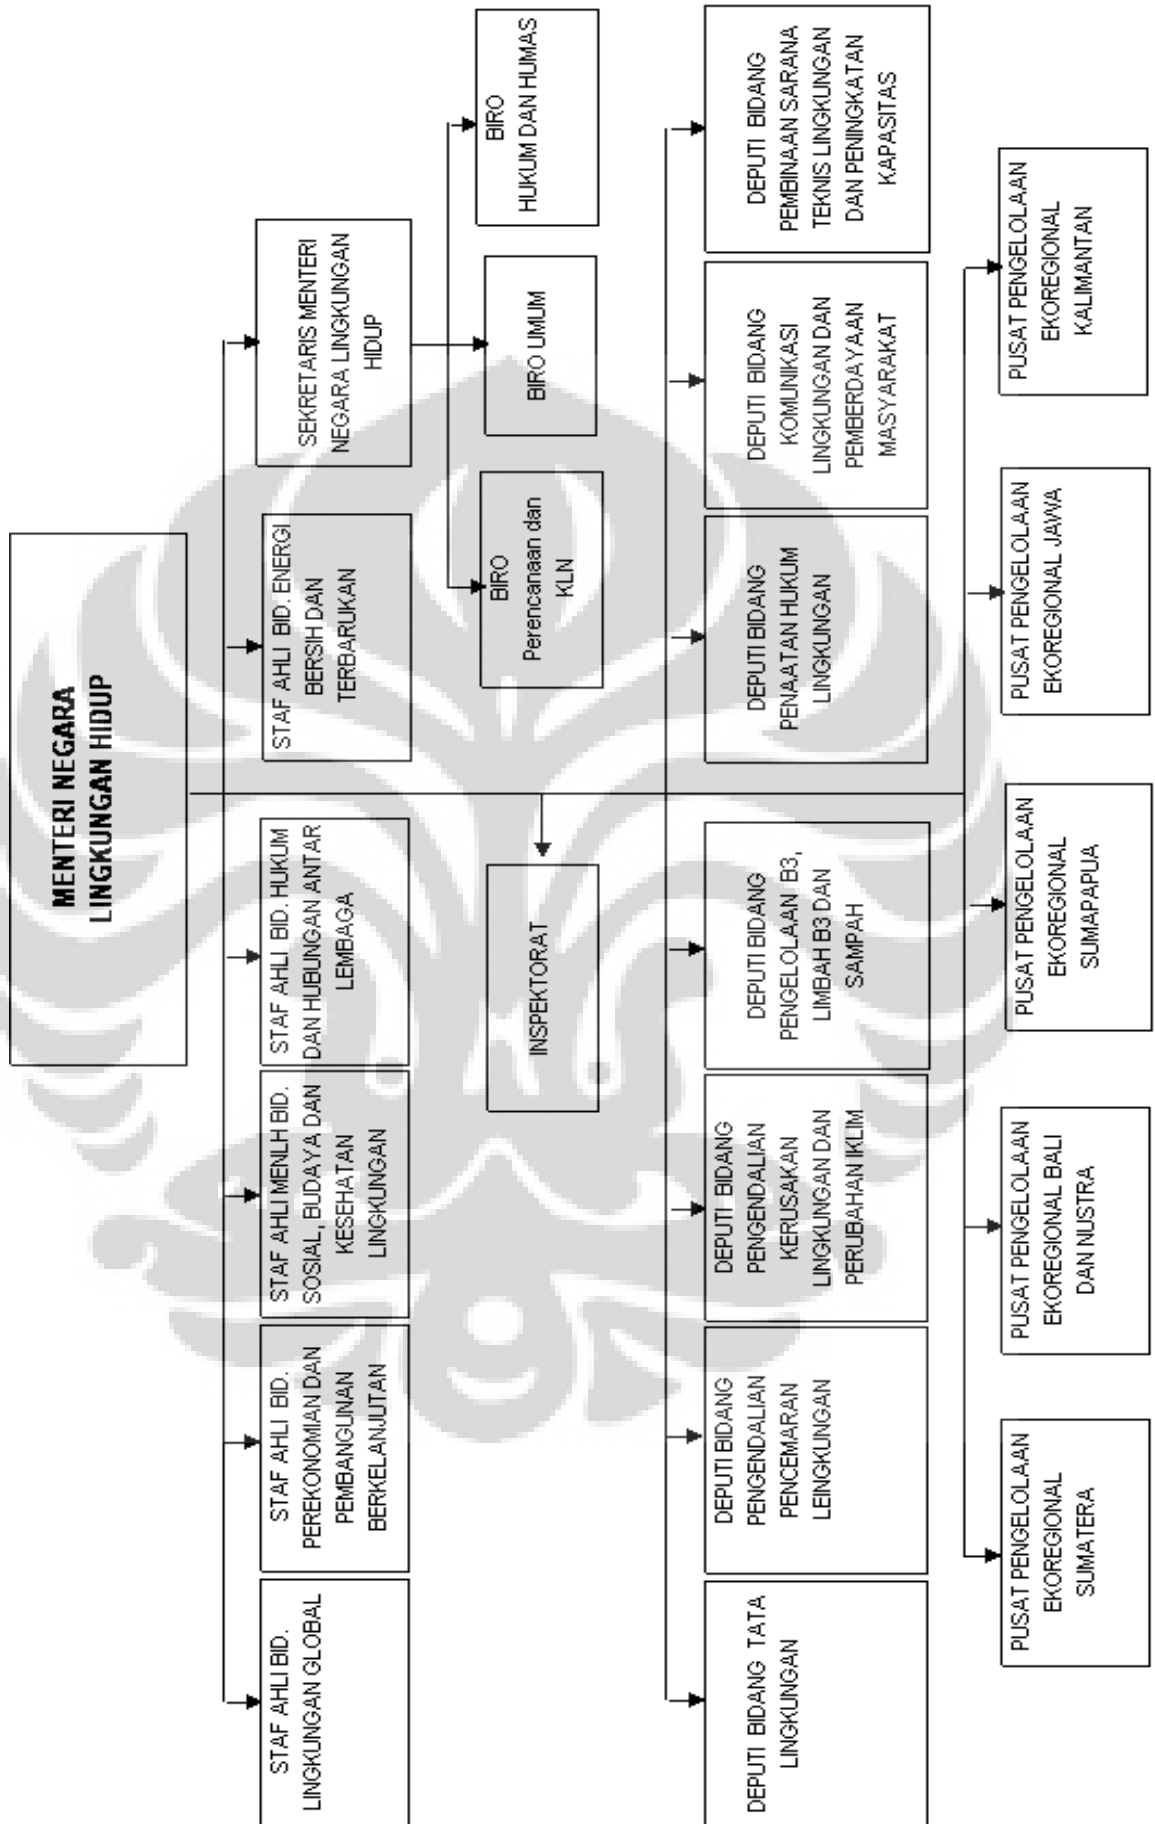 MENTERI NEGARA
LINGKUNGAN HIDUP
STAF AHLI BID.
LINGKUNGAN GLOBAL
STAF AHLI BID.
PEREKONOMIAN DAN
PEMBANGUNAN
BERKELANJUTAN
STAF AHLI MENLH BID.
SOSIAL, BUDAYA DAN
KESEHATAN
LINGKUNGAN
STAF AHLI BID. HUKUM
DAN HUBUNGAN ANTAR
LEMBAGA
STAF AHLI BID. ENERGI
BERSIH DAN
TERBARUKAN
SEKRETARIS MENTERI
NEGARA LINGKUNGAN
HIDUP
INSPEKTORAT
BIRO
Perencanaan dan
KLN
BIRO UMUM
BIRO
HUKUM DAN HUMAS
DEPUTI BIDANG TATA
LINGKUNGAN
DEPUTI BIDANG
PENGENDALIAN
PENCEMARAN
LEINGKUNGAN
DEPUTI BIDANG
PENGENDALIAN
KERUSAKAN
LINGKUNGAN DAN
PERUBAHAN IKLIM
DEPUTI BIDANG
PENGELOLAAN B3,
LIMBAH B3 DAN
SAMPAH
DEPUTI BIDANG
PENAATAN HUKUM
LINGKUNGAN
DEPUTI BIDANG
KOMUNIKASI
LINGKUNGAN DAN
PEMBERDAYAAN
MASYARAKAT
DEPUTI BIDANG
PEMBINAAN SARANA
TEKNIS LINGKUNGAN
DAN PENINGKATAN
KAPASITAS
PUSAT PENGELOLAAN
EKOREGIONAL
SUMATERA
PUSAT PENGELOLAAN
EKOREGIONAL BALI
DAN NUSTRA
PUSAT PENGELOLAAN
EKOREGIONAL
SUMAPAPUA
PUSAT PENGELOLAAN
EKOREGIONAL JAWA
PUSAT PENGELOLAAN
EKOREGIONAL
KALIMANTAN